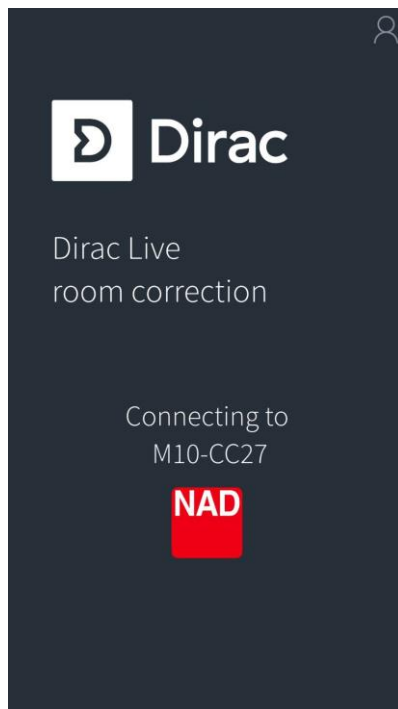 Dirac
Dirac Live
room correction
Connecting to
M10-CC27
NAD